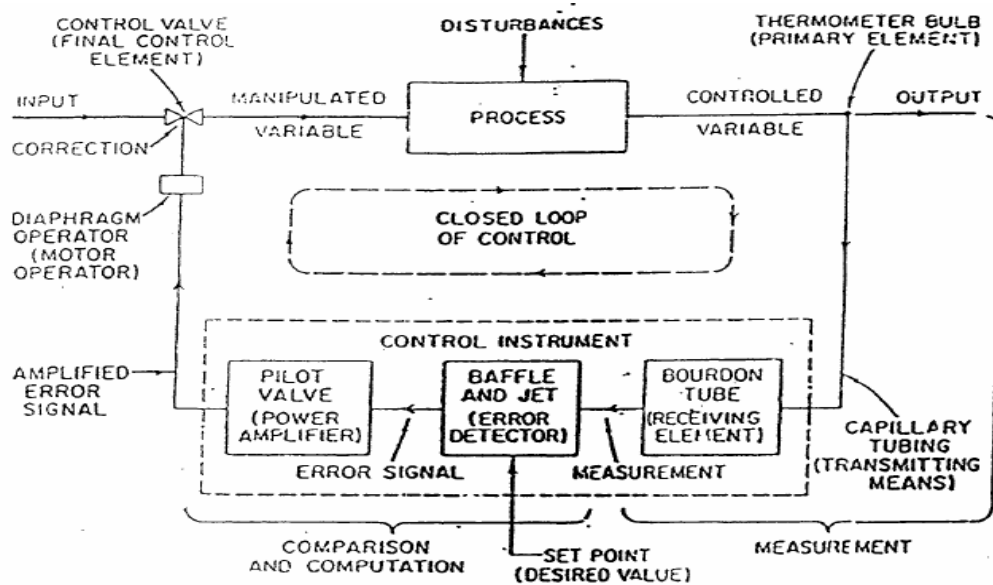 CONTROL VALVE
(FINAL CONTROL
ELEMENT)
DISTURBANCES
THERMOMETER BULB
(PRIMARY ELEMENT)
INPUT
MANIPULATED
VARIABLE
PROCESS
CONTROLLED
VARIABLE
OUTPUT
CORRECTION
DIAPHRAGM
OPERATOR
(MOTOR
OPERATOR)
CLOSED LOOP
OF CONTROL
CONTROL INSTRUMENT
AMPLIFIED
ERROR
SIGNAL
PILOT
VALVE
(POWER
AMPLIFIER)
BAFFLE
AND JET
(ERROR
DETECTOR)
BOURDON
TUBE
(RECEIVING
ELEMENT)
CAPILLARY
TUBING
(TRANSMITTING
MEANS)
ERROR SIGNAL
MEASUREMENT
COMPARISON
AND COMPUTATION
SET POINT
(DESIRED VALUE)
MEASUREMENT